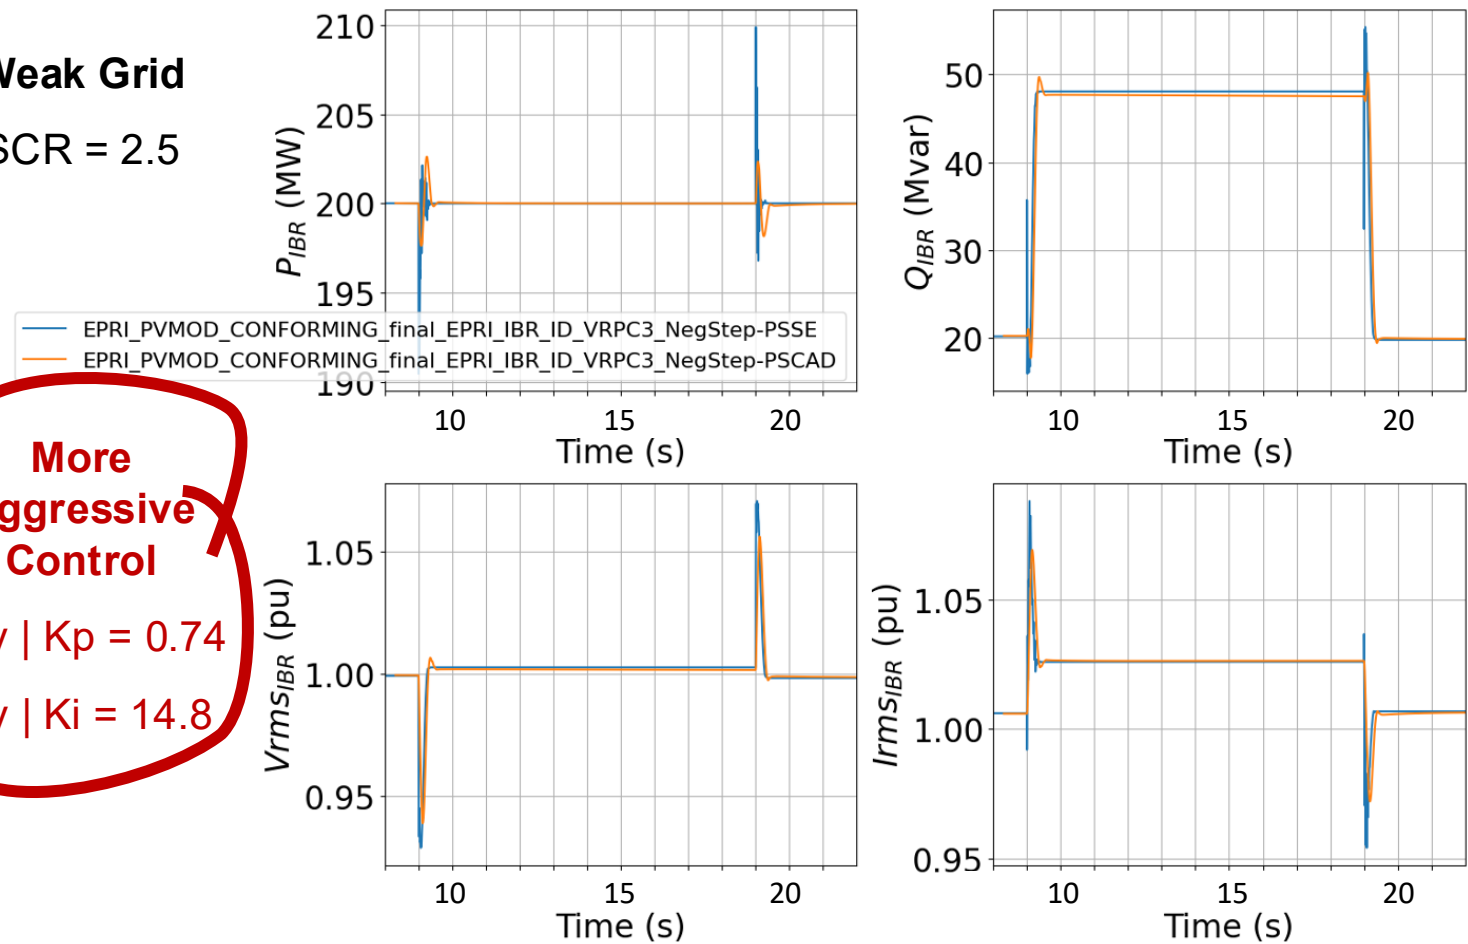 Weak Grid
SCR = 2.5
More
ggressive
Control
v | Kp = 0.74
v | Ki = 14.8
210
205
200
195
190
P_IBR (MW)
10 15 20
Time (s)
EPRI_PVMOD_CONFORMING_final_EPRI_IBR_ID_VRPC3_NegStep-PSSE
EPRI_PVMOD_CONFORMING_final_EPRI_IBR_ID_VRPC3_NegStep-PSCAD
50
40
30
20
Q_IBR (Mvar)
10 15 20
Time (s)
1.05
1.00
0.95
Vrms_IBR (pu)
10 15 20
Time (s)
1.05
1.00
0.95
Irms_IBR (pu)
10 15 20
Time (s)